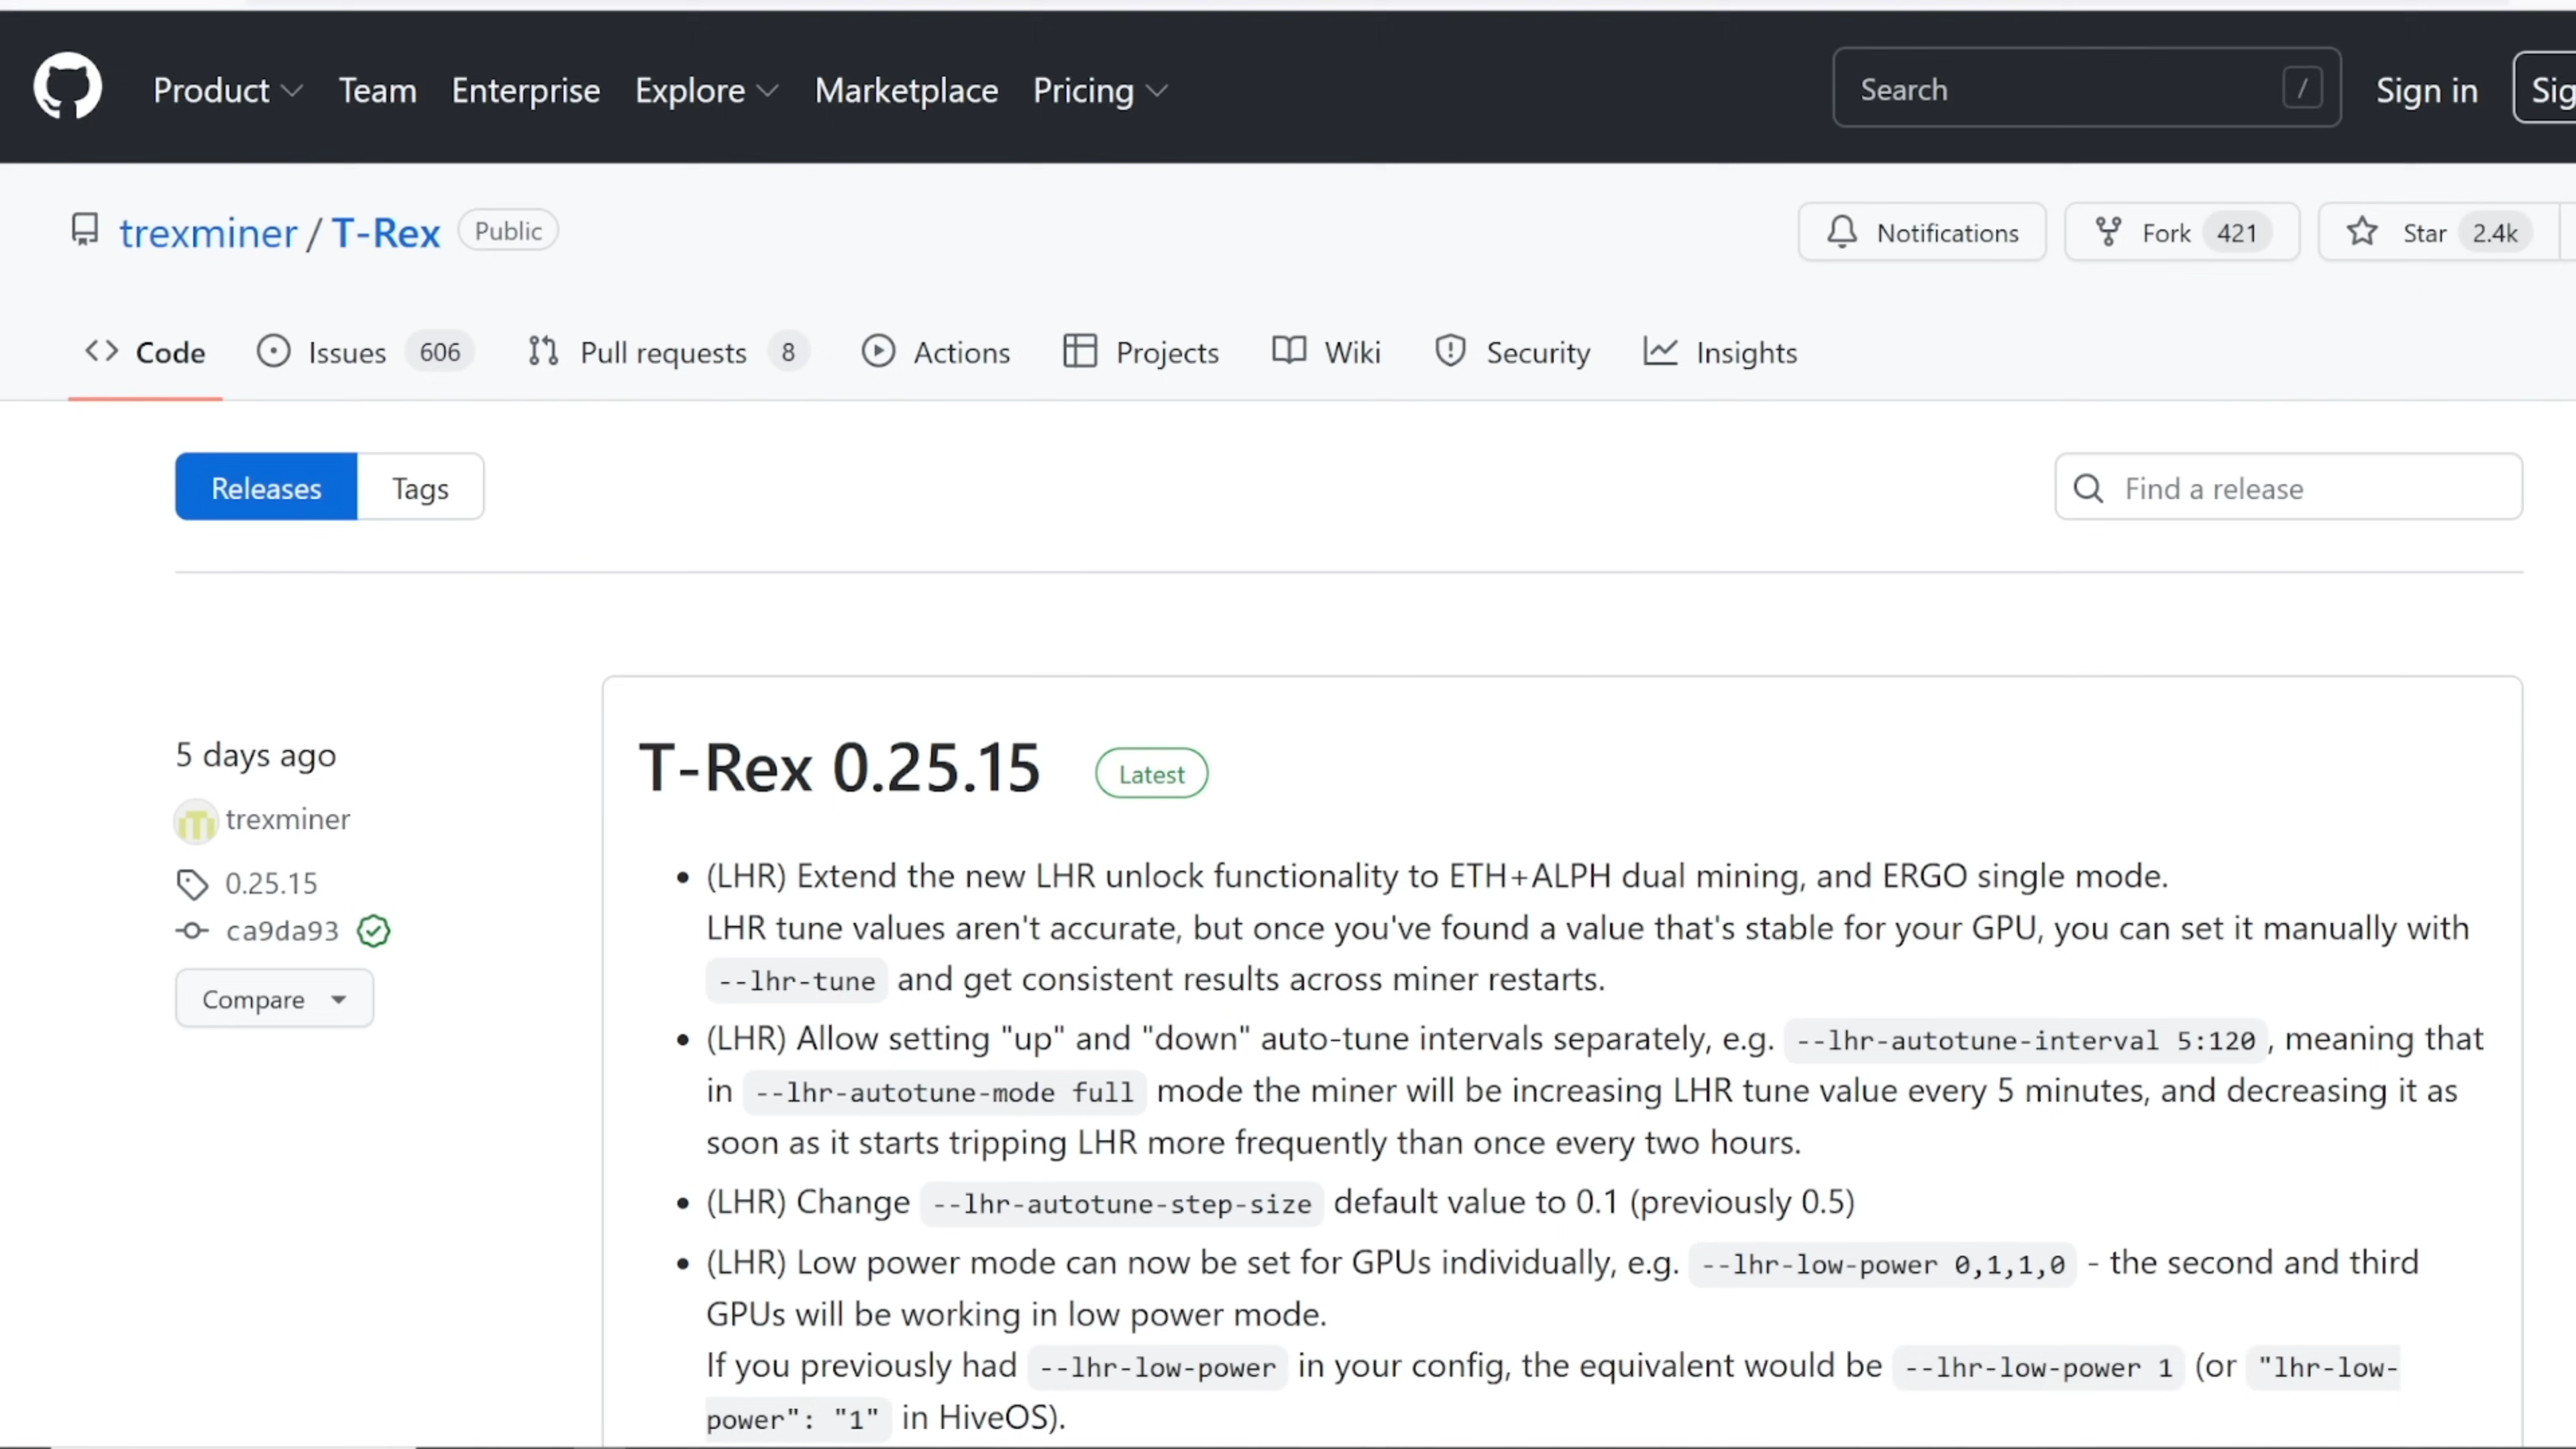 Product Team Enterprise Explore Marketplace Pricing Search / Sign in Sig
trexminer / T-Rex Public Notifications Fork 421 Star 2.4k
Code Issues 606 Pull requests 8 Actions Projects Wiki Security Insights
Releases Tags Find a release
5 days ago
trexminer
0.25.15
ca9da93
Compare
T-Rex 0.25.15 Latest
• (LHR) Extend the new LHR unlock functionality to ETH+ALPH dual mining, and ERGO single mode.
LHR tune values aren't accurate, but once you've found a value that's stable for your GPU, you can set it manually with
--lhr-tune and get consistent results across miner restarts.
• (LHR) Allow setting "up" and "down" auto-tune intervals separately, e.g. --lhr-autotune-interval 5:120, meaning that
in --lhr-autotune-mode full mode the miner will be increasing LHR tune value every 5 minutes, and decreasing it as
soon as it starts tripping LHR more frequently than once every two hours.
• (LHR) Change --lhr-autotune-step-size default value to 0.1 (previously 0.5)
• (LHR) Low power mode can now be set for GPUs individually, e.g. --lhr-low-power 0,1,1,0 - the second and third
GPUs will be working in low power mode.
If you previously had --lhr-low-power in your config, the equivalent would be --lhr-low-power 1 (or "lhr-low-
power": "1" in HiveOS).